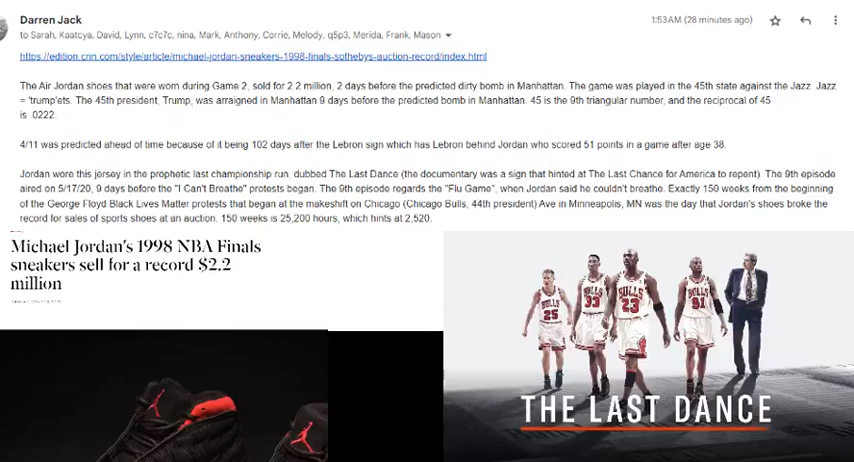 Darren Jack
1:53 AM (28 minutes ago)
to Sarah, Kaatcya, David, Lynn, c7c7c, nina, Mark, Anthony, Corrie, Melody, q5p3, Merida, Frank, Mason
https://edition.cnn.com/style/article/michael-jordan-sneakers-1998-finals-sothebys-auction-record/index.html
The Air Jordan shoes that were worn during Game 2, sold for 2.2 million, 2 days before the predicted dirty bomb in Manhattan. The game was played in the 45th state against the Jazz Jazz
= 'trump'ets. The 45th president, Trump, was arraigned in Manhattan 9 days before the predicted bomb in Manhattan. 45 is the 9th triangular number, and the reciprocal of 45
is .0222.
4/11 was predicted ahead of time because of it being 102 days after the Lebron sign which has Lebron behind Jordan who scored 51 points in a game after age 38.
Jordan wore this jersey in the prophetic last championship run, dubbed The Last Dance (the documentary was a sign that hinted at The Last Chance for America to repent). The 9th episode
aired on 5/17/20, 9 days before the "I Can't Breathe" protests began. The 9th episode regards the "Flu Game", when Jordan said he couldn't breathe. Exactly 150 weeks from the beginning
of the George Floyd Black Lives Matter protests that began at the makeshift on Chicago (Chicago Bulls, 44th president) Ave in Minneapolis, MN was the day that Jordan's shoes broke the
record for sales of sports shoes at an auction. 150 weeks is 25,200 hours, which hints at 2,520.
Michael Jordan's 1998 NBA Finals
sneakers sell for a record $2.2
million
BULLS
25
BULLS
33
BULLS
23
BULLS
91
THE LAST DANCE